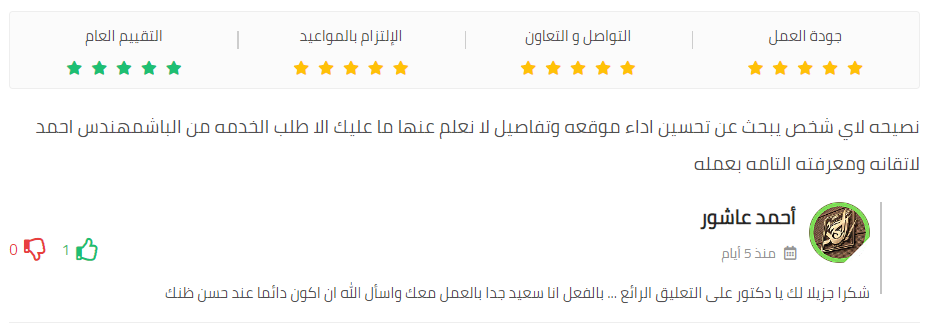 جودة العمل
التواصل و التعاون
الإلتزام بالمواعيد
التقييم العام
نصيحه لاي شخص يبحث عن تحسين اداء موقعه وتفاصيل لا نعلم عنها ما عليك الا طلب الخدمه من الباشمهندس احمد
لاتقانه ومعرفته التامه بعمله
أحمد عاشور
منذ 5 أيام
1
0
شكرا جزيلا لك يا دكتور على التعليق الرائع ... بالفعل انا سعيد جدا بالعمل معك واسأل الله ان اكون دائما عند حسن ظنك